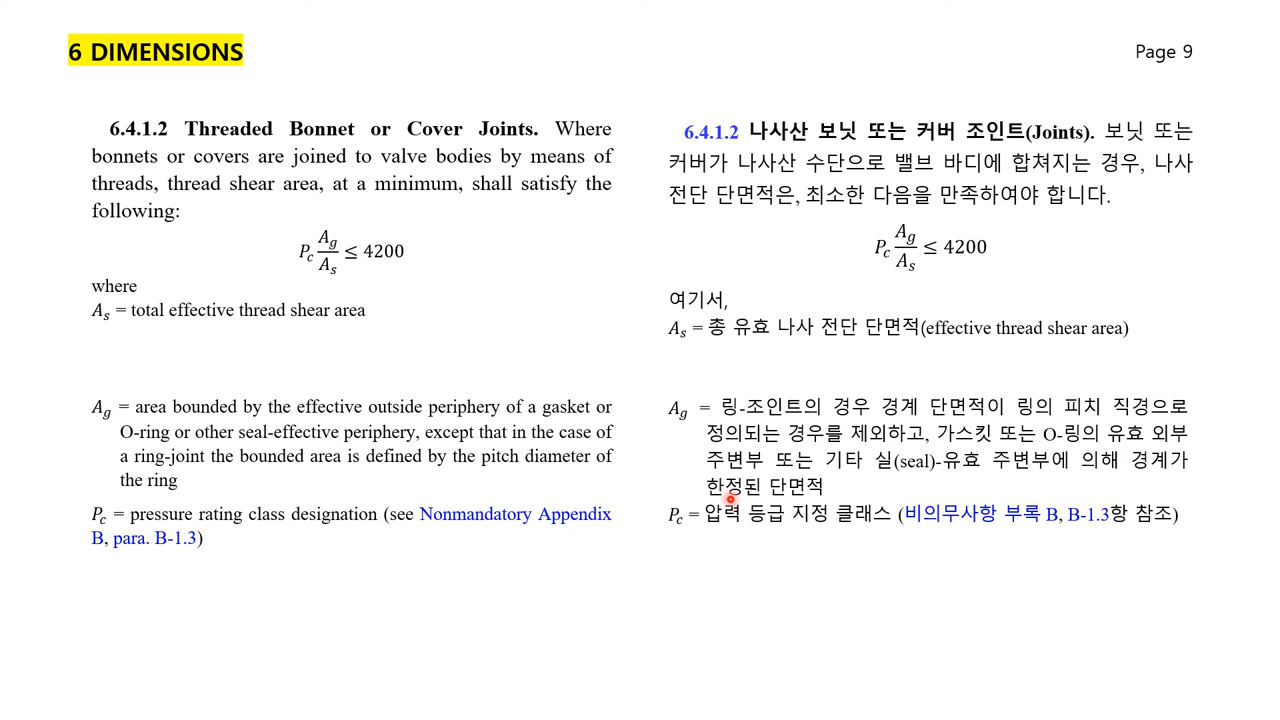 6 DIMENSIONS
Page 9
6.4.1.2 Threaded Bonnet or Cover Joints. Where
bonnets or covers are joined to valve bodies by means of
threads, thread shear area, at a minimum, shall satisfy the
following:
P_c A_g/A_s ≤ 4200
where
A_s = total effective thread shear area
A_g = area bounded by the effective outside periphery of a gasket or
O-ring or other seal-effective periphery, except that in the case of
a ring-joint the bounded area is defined by the pitch diameter of
the ring
P_c = pressure rating class designation (see Nonmandatory Appendix
B, para. B-1.3)
6.4.1.2 나사산 보닛 또는 커버 조인트(Joints). 보닛 또는
커버가 나사산 수단으로 밸브 바디에 합쳐지는 경우, 나사
전단 단면적은, 최소한 다음을 만족하여야 합니다.
P_c A_g/A_s ≤ 4200
여기서,
A_s = 총 유효 나사 전단 단면적(effective thread shear area)
A_g = 링-조인트의 경우 경계 단면적이 링의 피치 직경으로
정의되는 경우를 제외하고, 가스킷 또는 O-링의 유효 외부
주변부 또는 기타 실(seal)-유효 주변부에 의해 경계가
한정된 단면적
P_c = 압력 등급 지정 클래스 (비의무사항 부록 B, B-1.3항 참조)